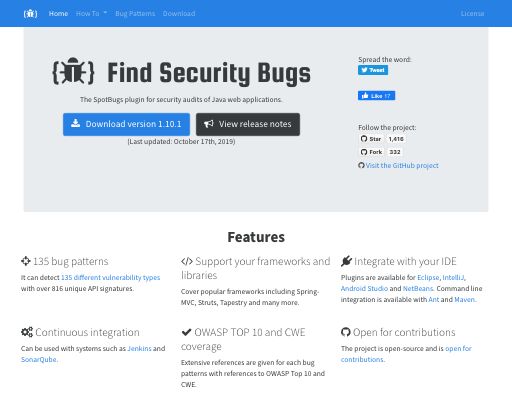 Home How To Bug Patterns Download License
Find Security Bugs
The SpotBugs plugin for security audits of Java web applications.
Download version 1.10.1
View release notes
(Last updated: October 17th, 2019)
Spread the word:
Tweet
Like 17
Follow the project:
Star 1,416
Fork 332
Visit the GitHub project
Features
135 bug patterns
It can detect 135 different vulnerability types
with over 816 unique API signatures.
Support your frameworks and
libraries
Cover popular frameworks including Spring-
MVC, Struts, Tapestry and many more.
Integrate with your IDE
Plugins are available for Eclipse, IntelliJ,
Android Studio and NetBeans. Command line
integration is available with Ant and Maven.
Continuous integration
Can be used with systems such as Jenkins and
SonarQube.
OWASP TOP 10 and CWE
coverage
Extensive references are given for each bug
patterns with references to OWASP Top 10 and
CWE.
Open for contributions
The project is open-source and is open for
contributions.